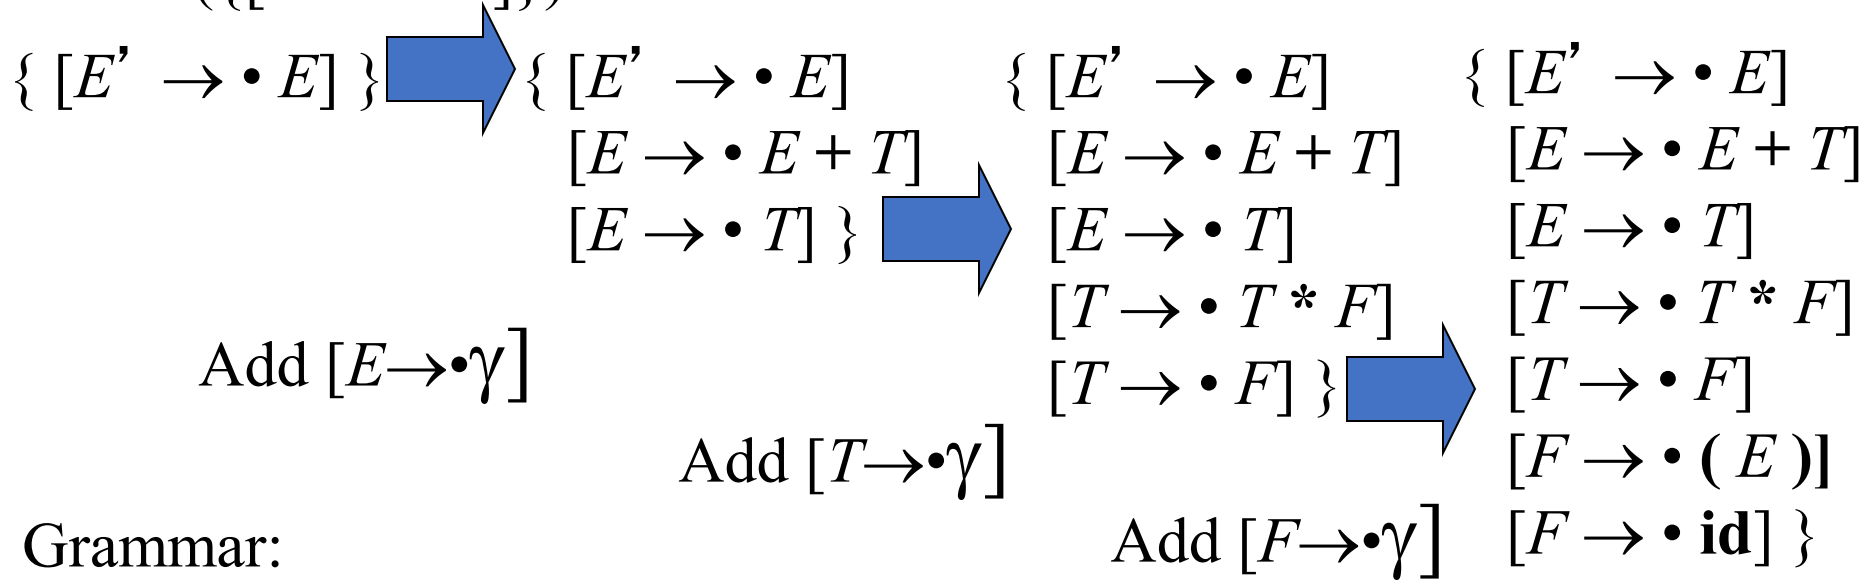 { [E’ → • E] }
{ [E’ → • E]
[E → • E + T]
[E → • T] }
{ [E’ → • E]
[E → • E + T]
[E → • T]
[T → • T * F]
[T → • F] }
{ [E’ → • E]
[E → • E + T]
[E → • T]
[T → • T * F]
[T → • F]
[F → • ( E )]
[F → • id] }
Add [E→•γ]
Add [T→•γ]
Add [F→•γ]
Grammar: